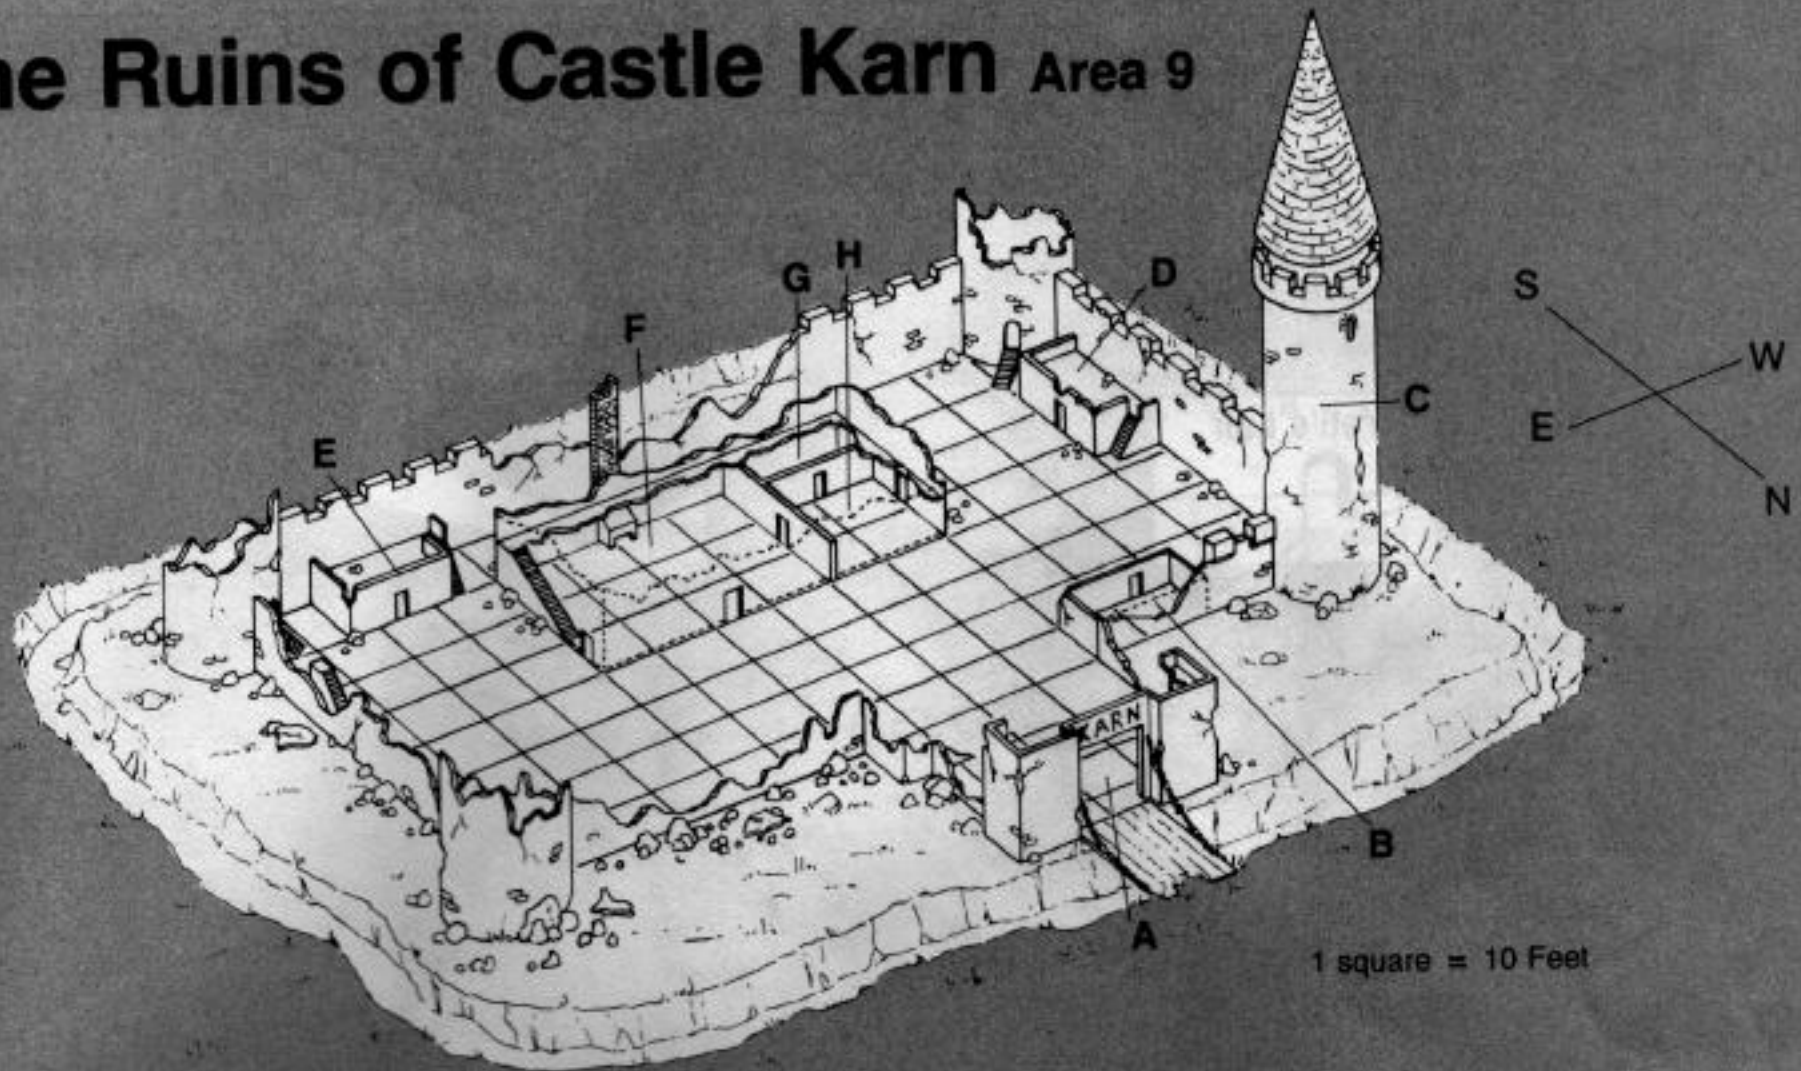 he Ruins of Castle Karn Area 9
G H
D
S
F
W
C
E
E
N
KARN
B
A
1 square = 10 Feet